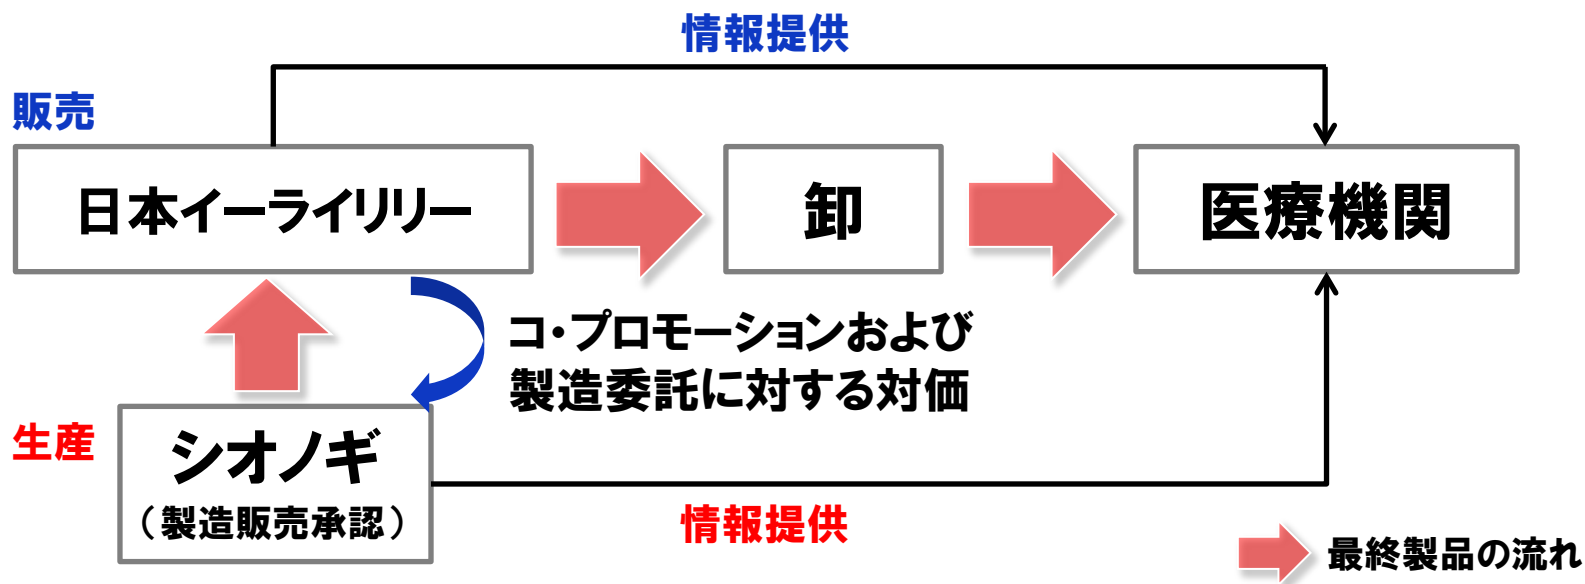 情報提供
販売
日本イーライリリー
卸
医療機関
コ・プロモーションおよび
製造委託に対する対価
生産
シオノギ
（製造販売承認）
情報提供
最終製品の流れ